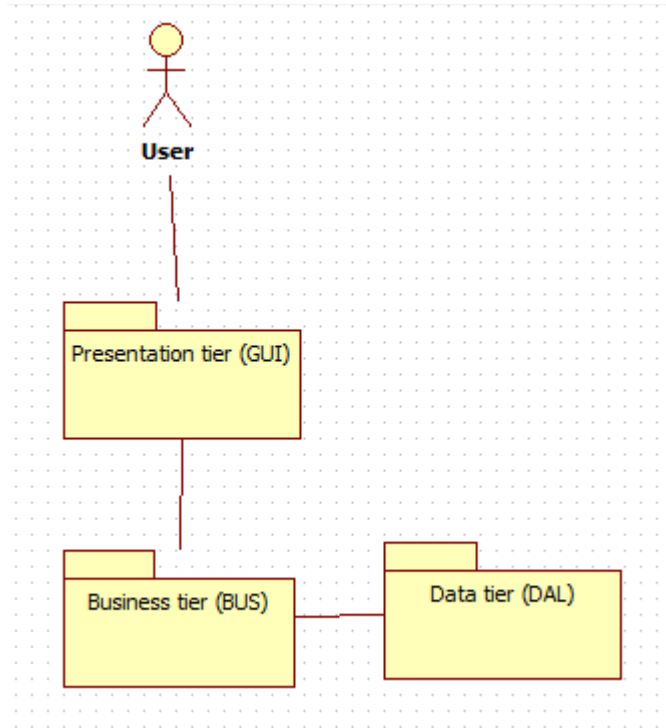 User
Presentation tier (GUI)
Business tier (BUS)
Data tier (DAL)